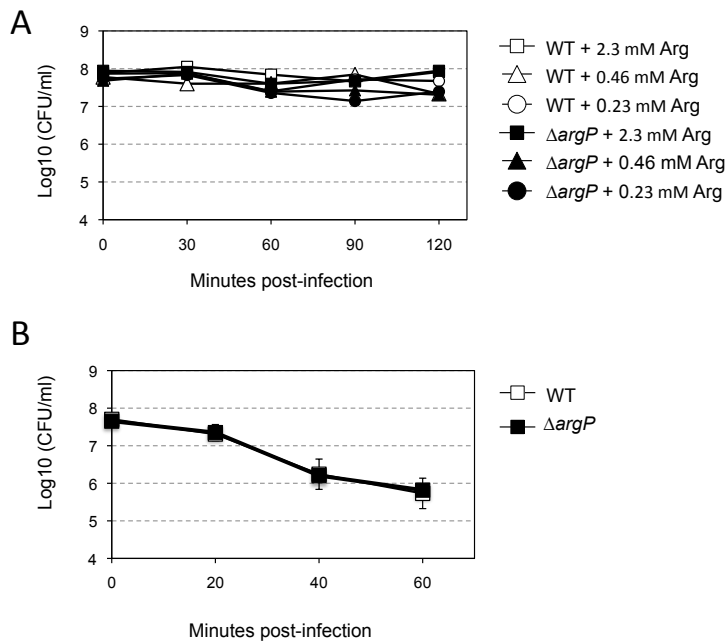 A
Log10 (CFU/ml)
9
8
7
6
5
4
0 30 60 90 120
Minutes post-infection
WT + 2.3 mM Arg
WT + 0.46 mM Arg
WT + 0.23 mM Arg
ΔargP + 2.3 mM Arg
ΔargP + 0.46 mM Arg
ΔargP + 0.23 mM Arg
B
Log10 (CFU/ml)
9
8
7
6
5
4
0 20 40 60
Minutes post-infection
WT
ΔargP